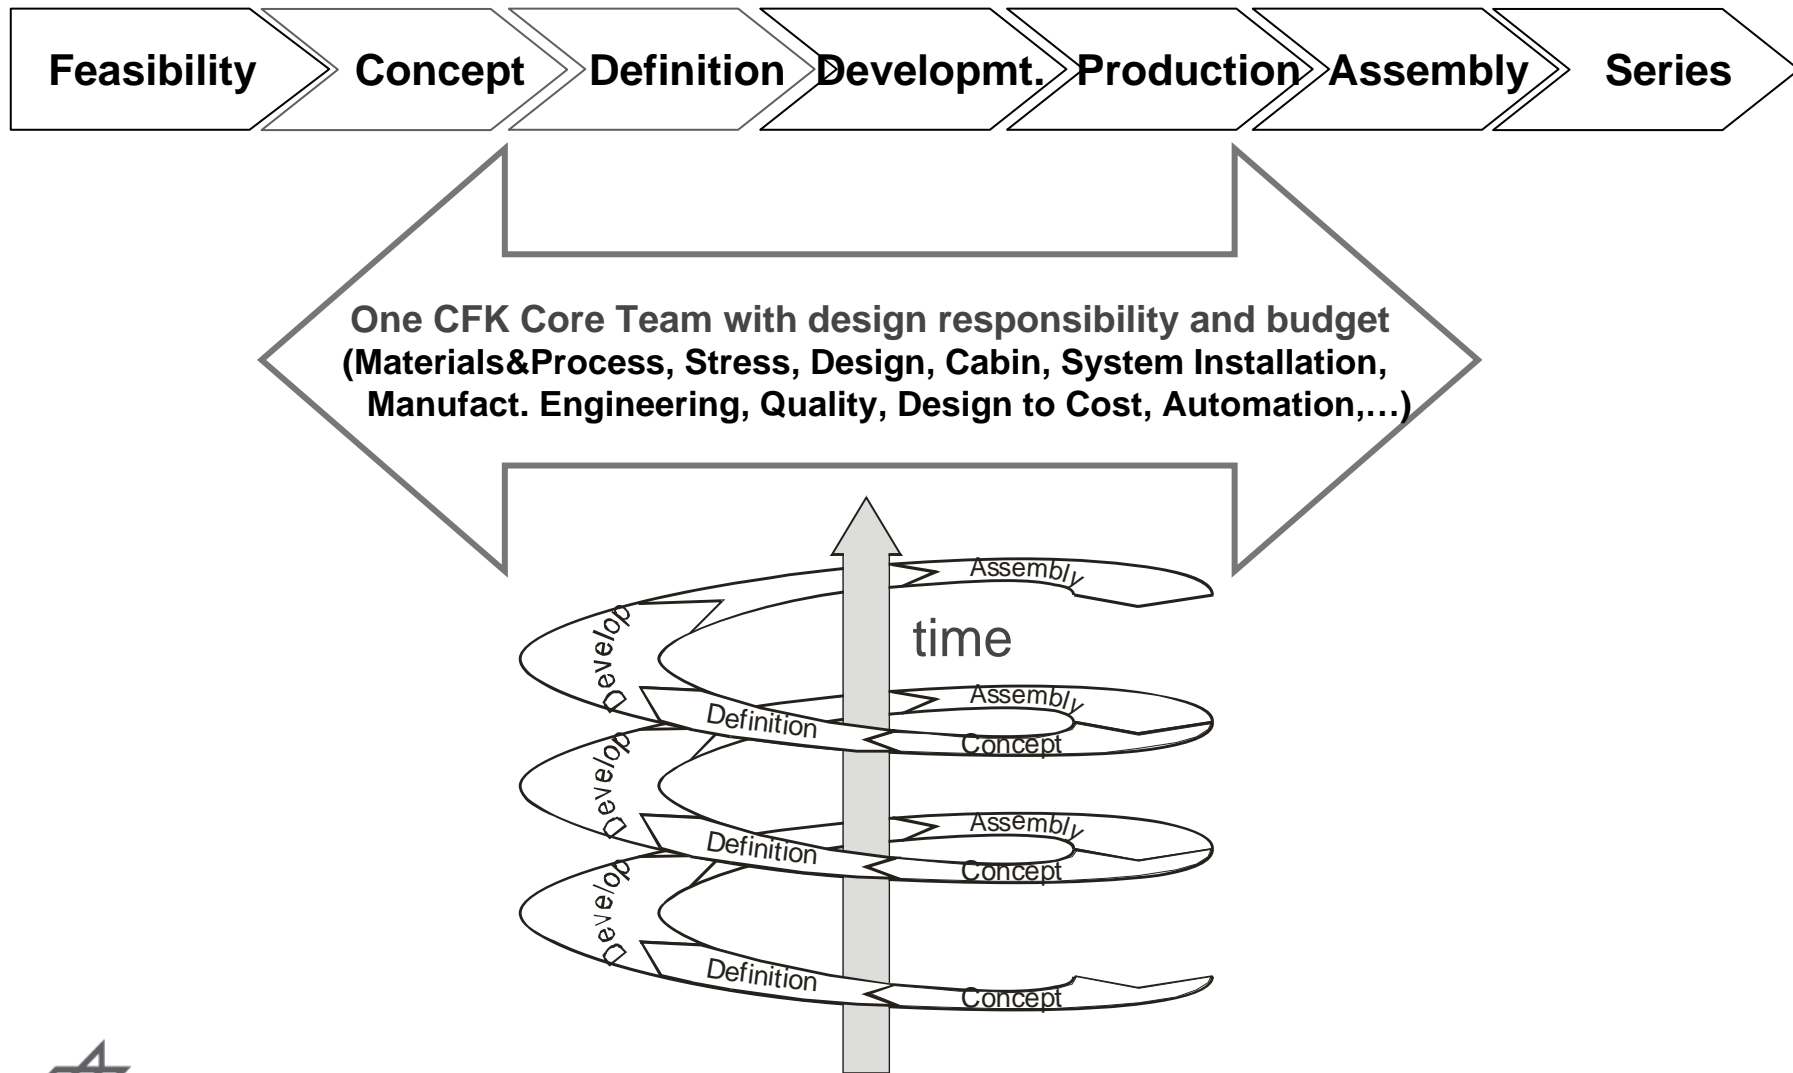 Feasibility Concept Definition Developmt. Production Assembly Series
One CFK Core Team with design responsibility and budget
(Materials&Process, Stress, Design, Cabin, System Installation,
Manufact. Engineering, Quality, Design to Cost, Automation,...)
Assembly
Develop
time
Assembly
Definition
Concept
Develop
Assembly
Definition
Concept
Develop
Definition
Concept